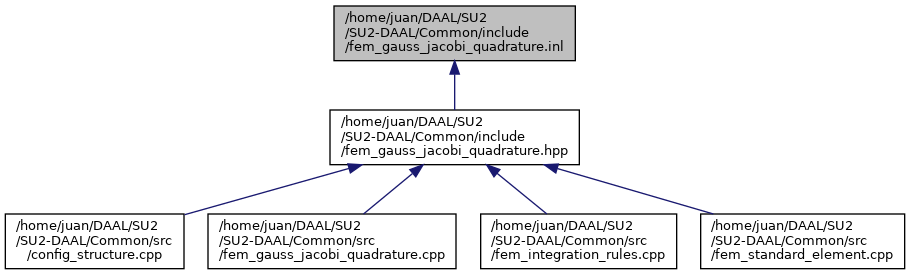 /home/juan/DAAL/SU2
/SU2-DAAL/Common/include
/fem_gauss_jacobi_quadrature.inl
/home/juan/DAAL/SU2
/SU2-DAAL/Common/include
/fem_gauss_jacobi_quadrature.hpp
/home/juan/DAAL/SU2
/SU2-DAAL/Common/src
/config_structure.cpp
/home/juan/DAAL/SU2
/SU2-DAAL/Common/src
/fem_gauss_jacobi_quadrature.cpp
/home/juan/DAAL/SU2
/SU2-DAAL/Common/src
/fem_integration_rules.cpp
/home/juan/DAAL/SU2
/SU2-DAAL/Common/src
/fem_standard_element.cpp